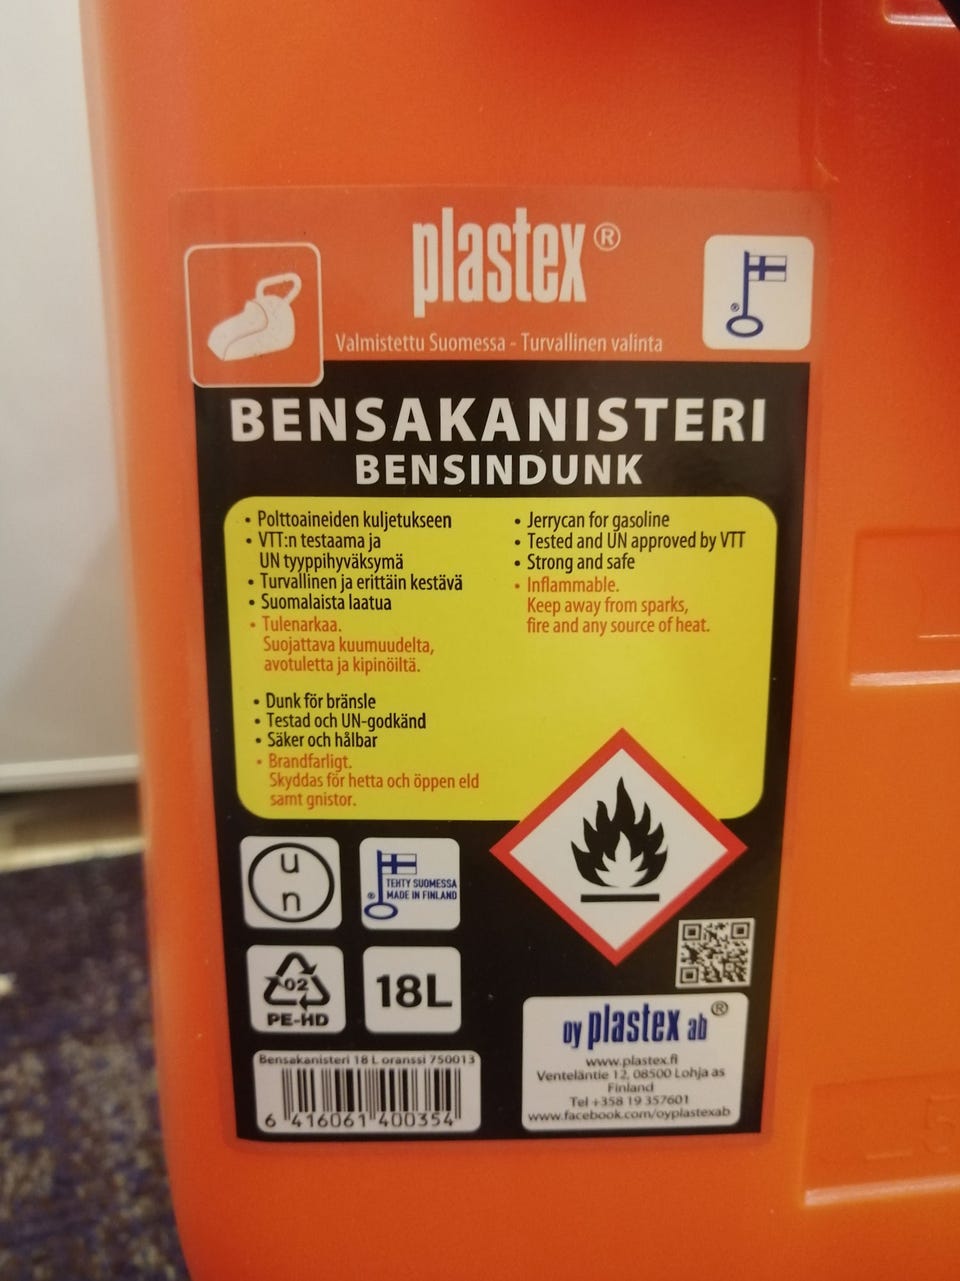 plastex®
Valmistettu Suomessa - Turvallinen valinta
®
BENSAKANISTERI
BENSINDUNK
• Polttoaineiden kuljetukseen
• VTT:n testaama ja
UN tyyppihyväksymä
• Turvallinen ja erittäin kestävä
• Suomalaista laatua
• Tulenarkaa.
Suojattava kuumuudelta,
avotuletta ja kipinöiltä.
• Dunk för bränsle
• Testad och UN-godkänd
• Säker och hålbar
• Brandfarligt.
Skyddas för hetta och öppen eld
samt gnistor.
• Jerrycan for gasoline
• Tested and UN approved by VTT
• Strong and safe
• Inflammable.
Keep away from sparks,
fire and any source of heat.
u
n
TEHTY SUOMESSA
® MADE IN FINLAND
02
PE-HD
18L
Bensakanisteri 18 L oranssi 750013
6 416061 400354
oy plastex ab®
www.plastex.fi
Venteläntie 12, 08500 Lohja as
Finland
Tel +358 19 357601
www.facebook.com/oyplastexab